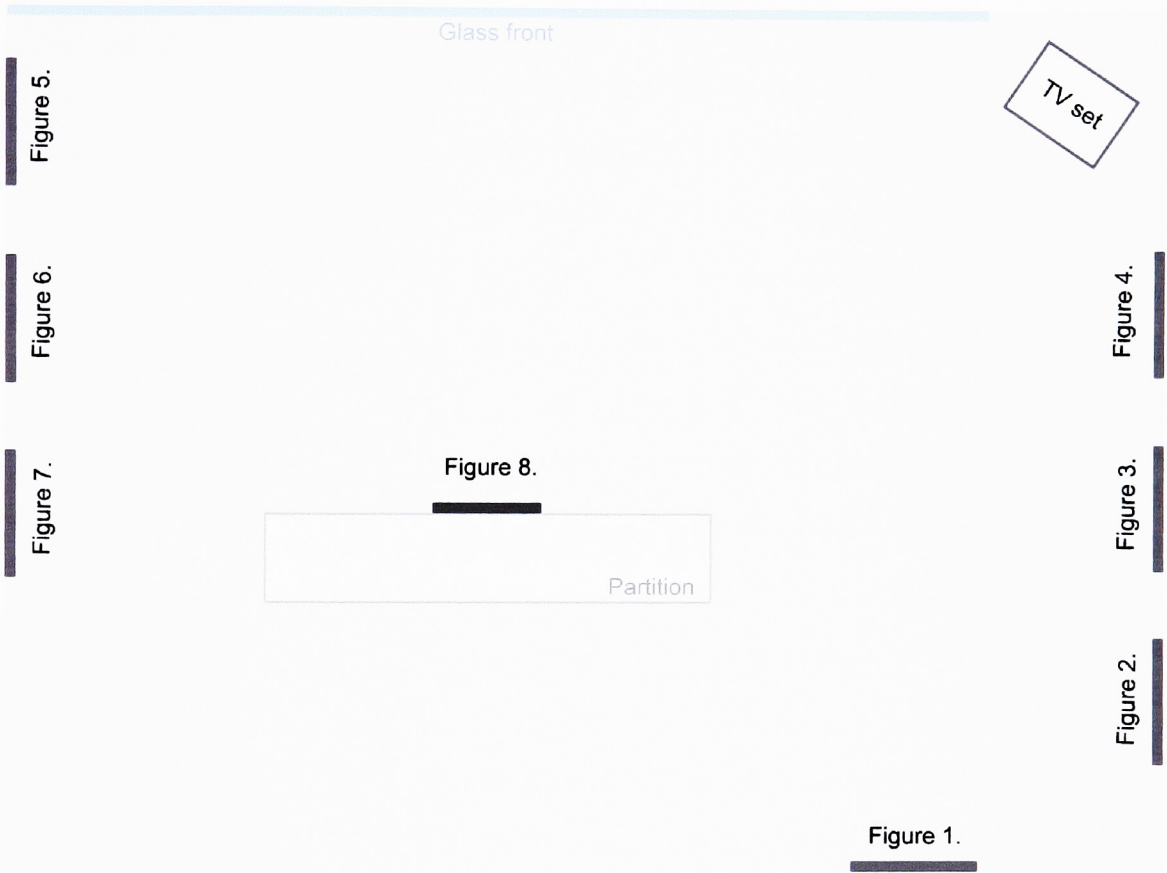 Glass front
TV set
Figure 5.
Figure 6.
Figure 4.
Figure 8.
Figure 7.
Figure 3.
Partition
Figure 2.
Figure 1.